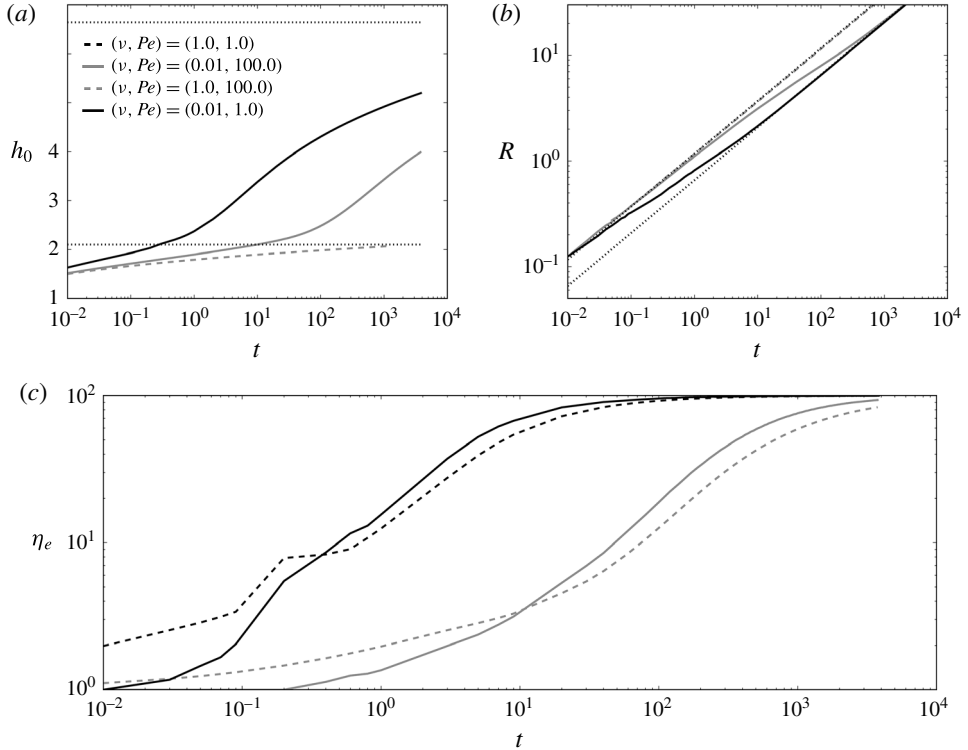 (a)
(ν, Pe) = (1.0, 1.0)
(ν, Pe) = (0.01, 100.0)
(ν, Pe) = (1.0, 100.0)
(ν, Pe) = (0.01, 1.0)
h₀
4
3
2
1
10⁻² 10⁻¹ 10⁰ 10¹ 10² 10³ 10⁴
t
(b)
R
10¹
10⁰
10⁻¹
10⁻² 10⁻¹ 10⁰ 10¹ 10² 10³ 10⁴
t
(c)
ηₑ
10²
10¹
10⁰
10⁻² 10⁻¹ 10⁰ 10¹ 10² 10³ 10⁴
t